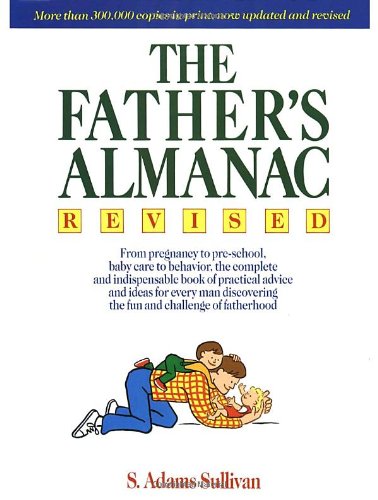 More than 300,000 copies in print, now updated and revised
THE
FATHER'S
ALMANAC
REVISED
From pregnancy to pre-school,
baby care to behavior, the complete
and indispensable book of practical advice
and ideas for every man discovering
the fun and challenge of fatherhood
S. Adams Sullivan